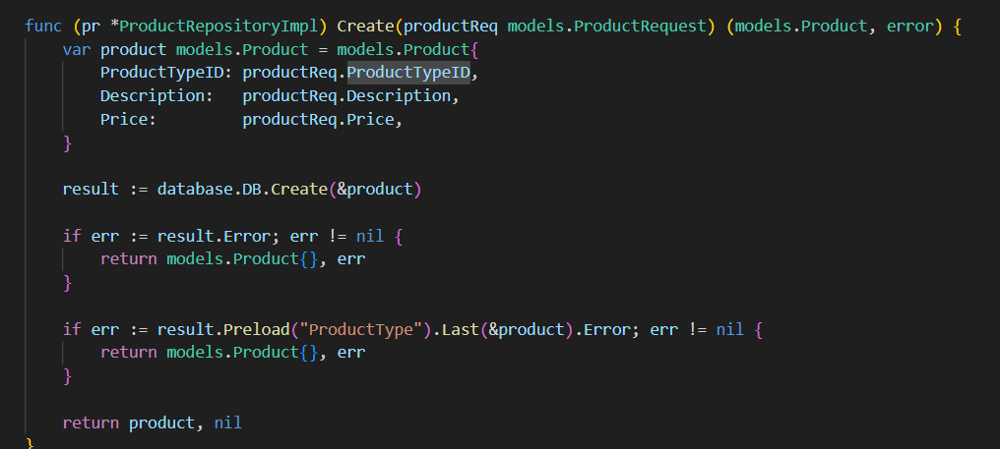 func (pr *ProductRepositoryImpl) Create(productReq models.ProductRequest) (models.Product, error) {
    var product models.Product = models.Product{
        ProductTypeID: productReq.ProductTypeID,
        Description:   productReq.Description,
        Price:         productReq.Price,
    }

    result := database.DB.Create(&product)

    if err := result.Error; err != nil {
        return models.Product{}, err
    }

    if err := result.Preload("ProductType").Last(&product).Error; err != nil {
        return models.Product{}, err
    }

    return product, nil
}